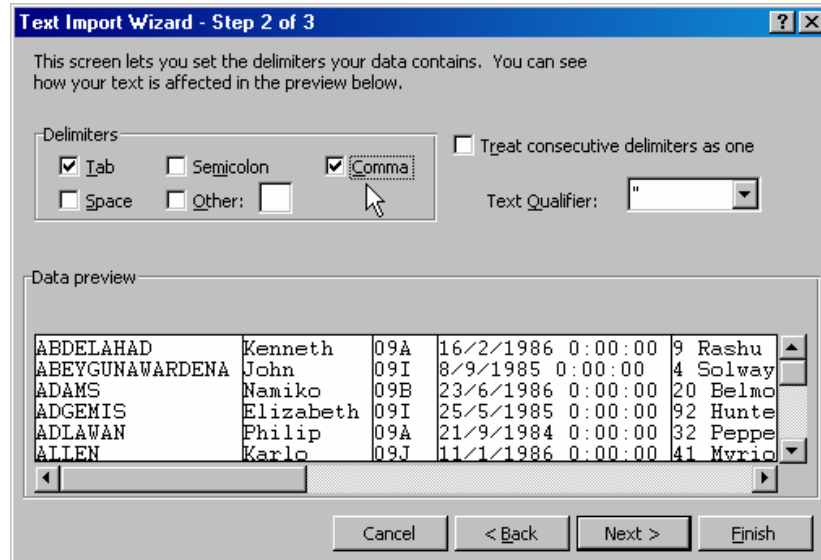 Text Import Wizard - Step 2 of 3
This screen lets you set the delimiters your data contains. You can see
how your text is affected in the preview below.
Delimiters
Tab Semicolon Comma
Space Other:
Treat consecutive delimiters as one
Text Qualifier: "
Data preview
ABDELAHAD Kenneth 09A 16/2/1986 0:00:00 9 Rashu
ABEYGUNAWARDENA John 09I 8/9/1985 0:00:00 4 Solway
ADAMS Namiko 09B 23/6/1986 0:00:00 20 Belmo
ADGEMIS Elizabeth 09I 25/5/1985 0:00:00 92 Hunte
ADLAWAN Philip 09A 21/9/1984 0:00:00 32 Peppe
ALLEN Karlo 09J 11/1/1986 0:00:00 41 Myrio
Cancel < Back Next > Finish